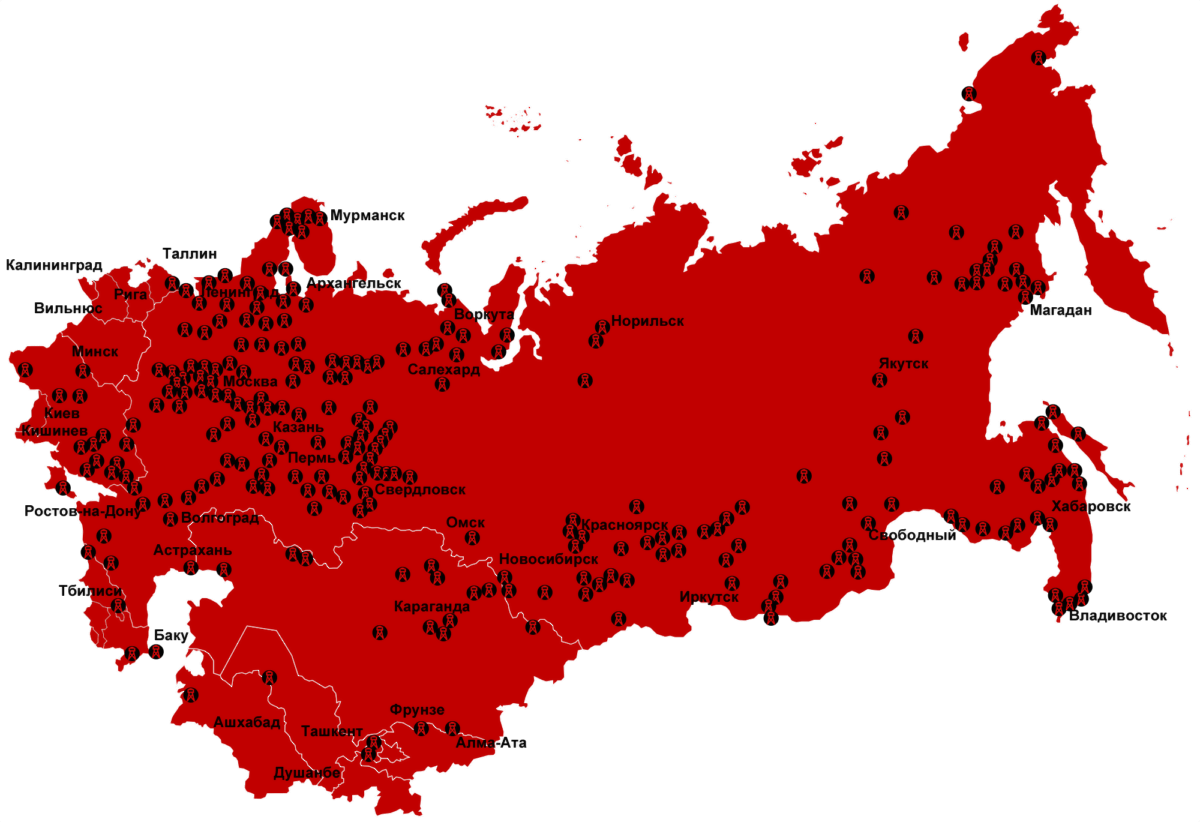 Мурманск
Таллин
Калининград
Архангельск
Рига
Ленинград
Вильнюс
Воркута
Норильск
Магадан
Минск
Якутск
Салехард
Москва
Киев
Казань
Кишинев
Пермь
Свердловск
Хабаровск
Ростов-на-Дону
Волгоград
Омск
Красноярск
Свободный
Астрахань
Новосибирск
Тбилиси
Иркутск
Караганда
Владивосток
Баку
Фрунзе
Ашхабад
Ташкент
Алма-Ата
Душанбе